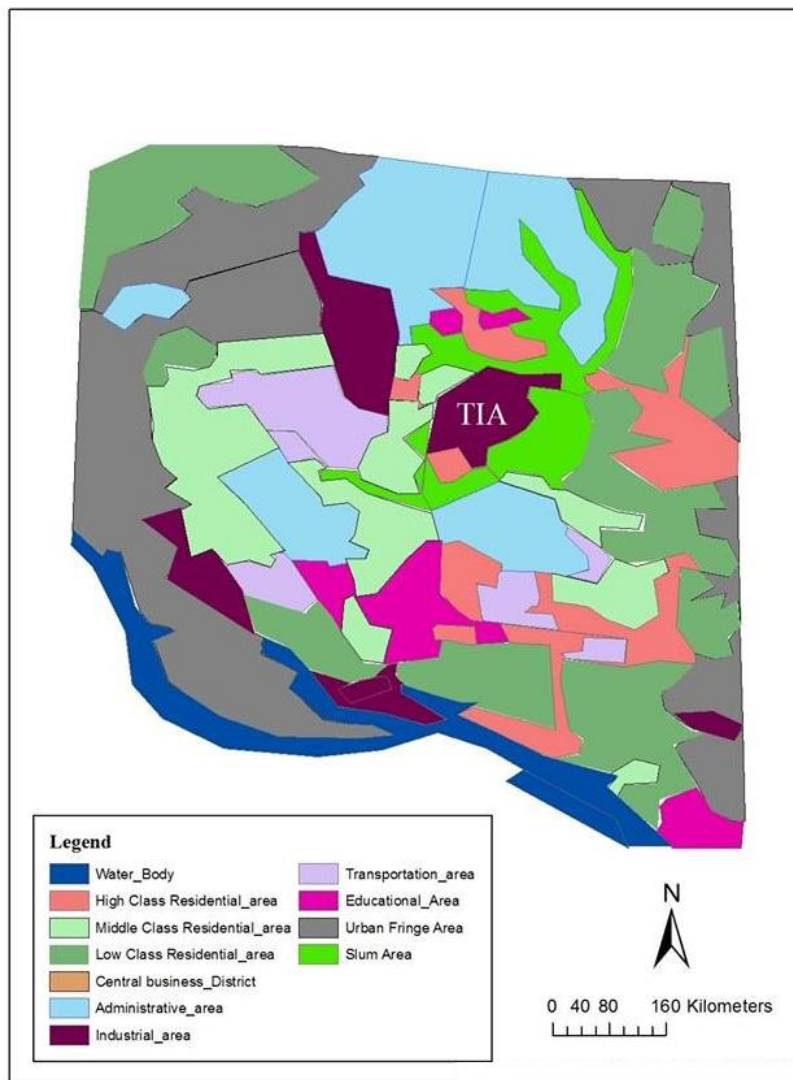 TIA
Legend
Water_Body
High Class Residential_area
Middle Class Residential_area
Low Class Residential_area
Central business_District
Administrative_area
Industrial_area
Transportation_area
Educational_Area
Urban Fringe Area
Slum Area
N
0 40 80 160 Kilometers